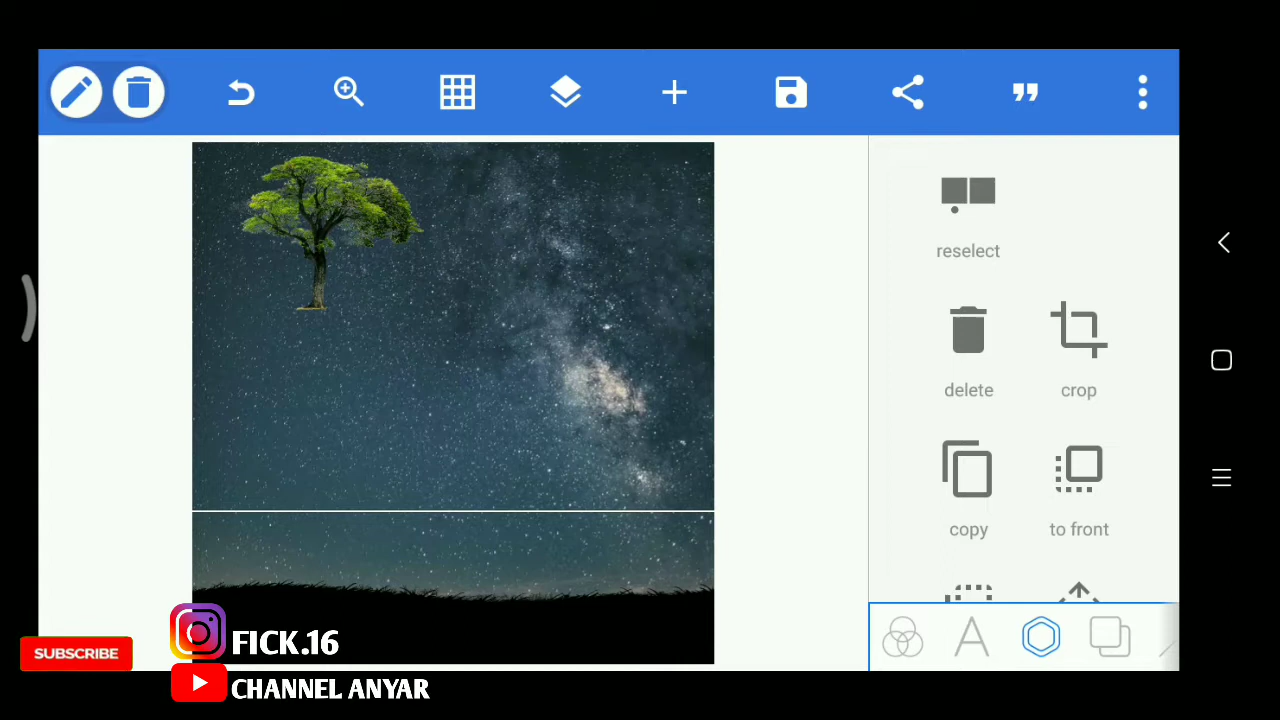 reselect
delete
crop
copy
to front
A
SUBSCRIBE
FICK.16
CHANNEL ANYAR